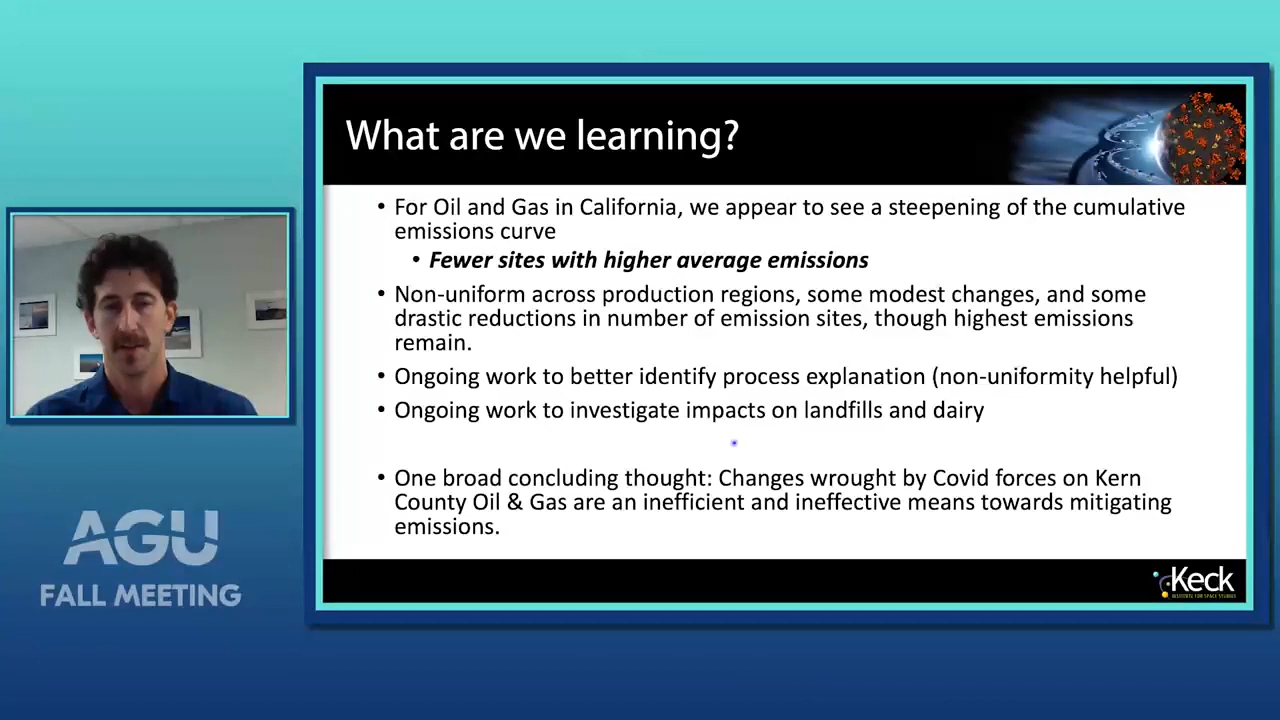 What are we learning?
• For Oil and Gas in California, we appear to see a steepening of the cumulative
emissions curve
• Fewer sites with higher average emissions
• Non-uniform across production regions, some modest changes, and some
drastic reductions in number of emission sites, though highest emissions
remain.
• Ongoing work to better identify process explanation (non-uniformity helpful)
• Ongoing work to investigate impacts on landfills and dairy
• One broad concluding thought: Changes wrought by Covid forces on Kern
County Oil & Gas are an inefficient and ineffective means towards mitigating
emissions.
Keck
INSTITUTE FOR SPACE STUDIES
AGU
FALL MEETING